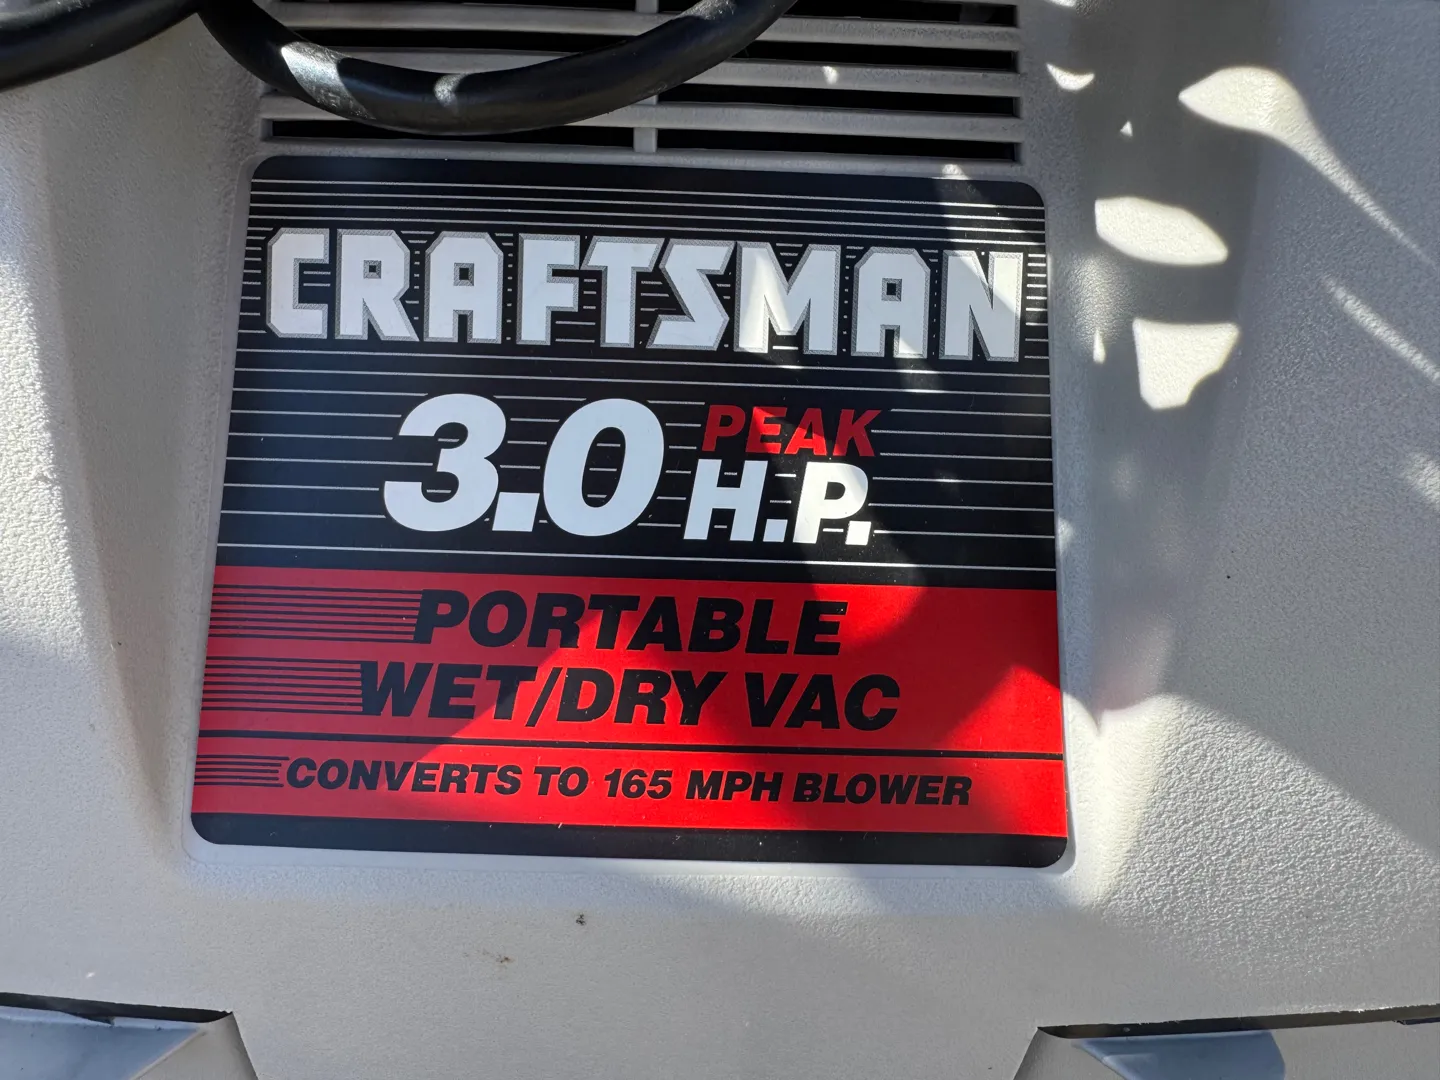 CRAFTSMAN
3.0 PEAK H.P.
PORTABLE
WET/DRY VAC
CONVERTS TO 165 MPH BLOWER